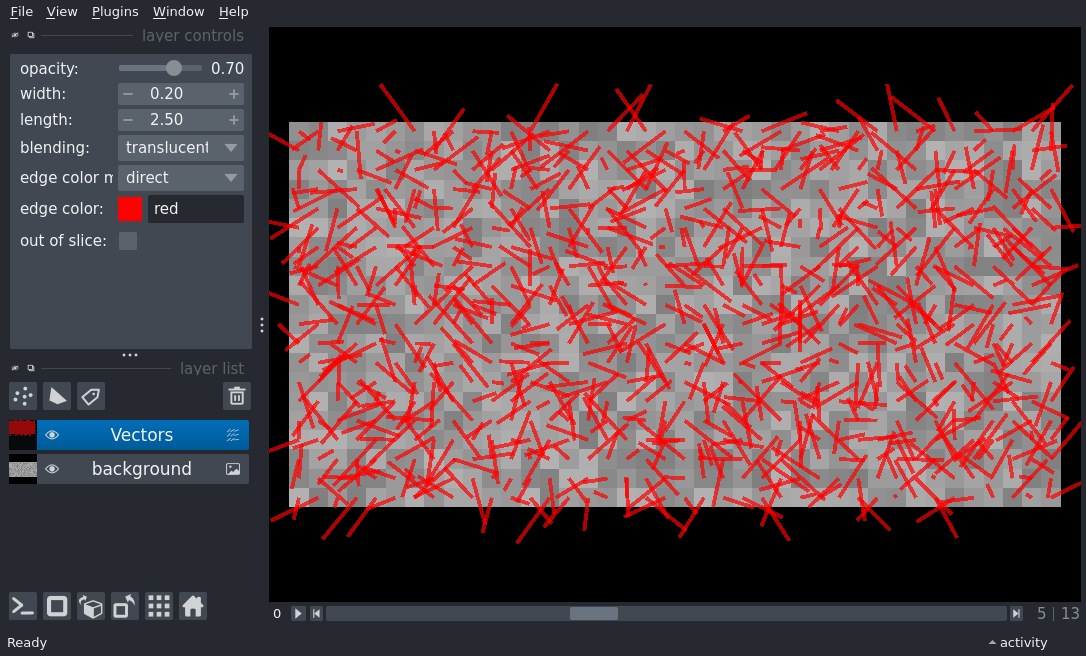 File View Plugins Window Help
layer controls
opacity: 0.70
width: − 0.20 +
length: − 2.50 +
blending: translucent
edge color m direct
edge color: red
out of slice:
layer list
Vectors
background
0 5 | 13
Ready activity